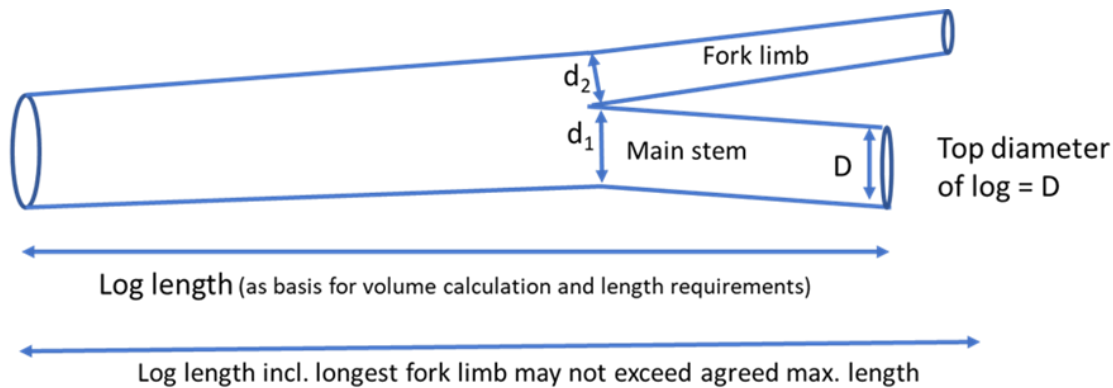 Fork limb
d2
d1
Main stem
D
Top diameter
of log = D
Log length (as basis for volume calculation and length requirements)
Log length incl. longest fork limb may not exceed agreed max. length